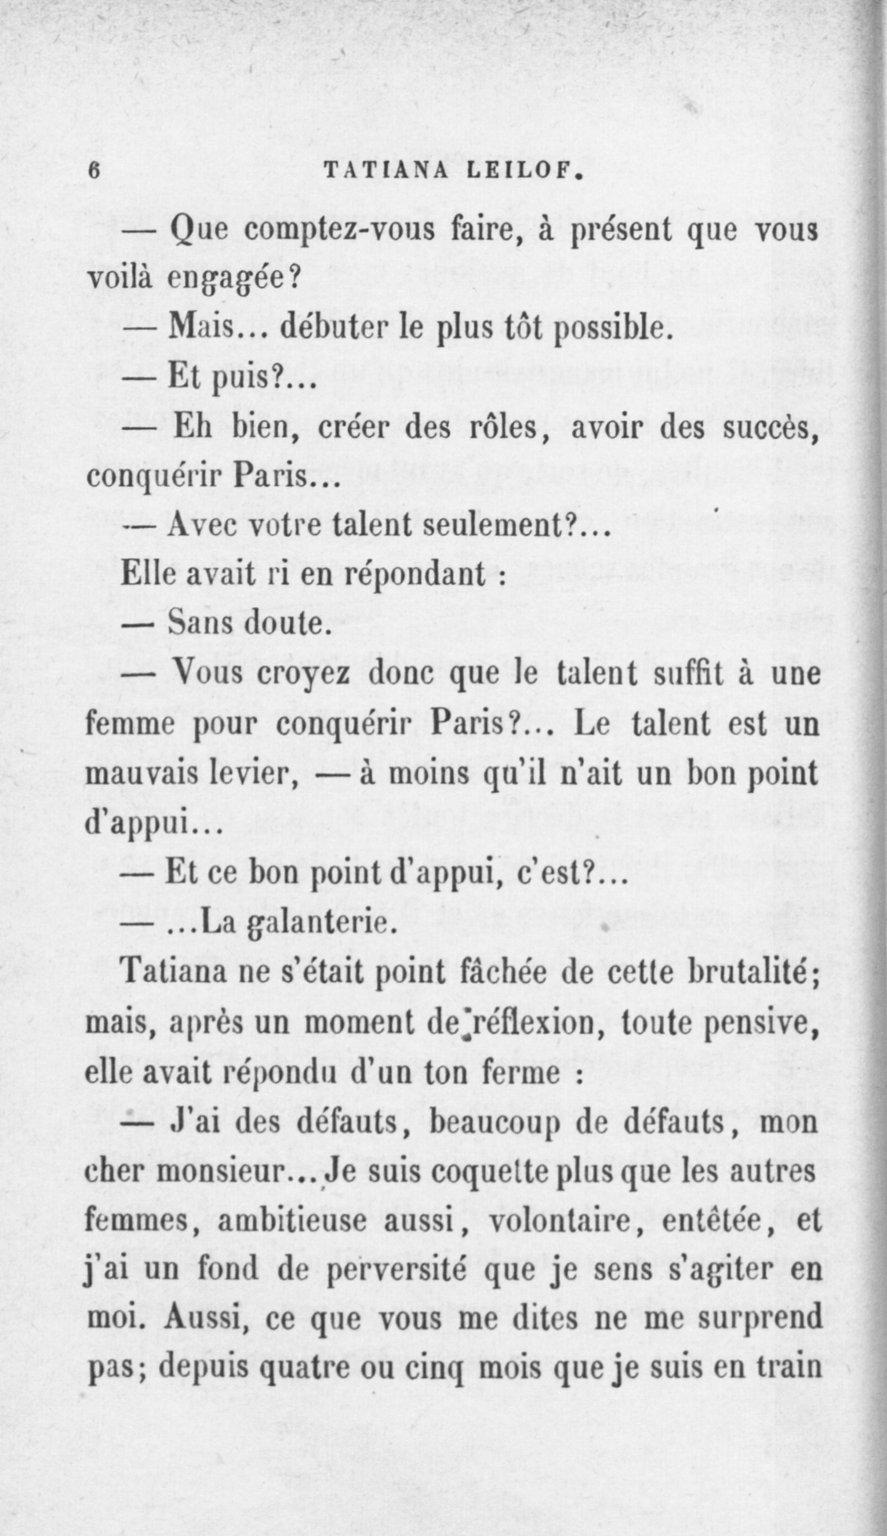 6 TATIANA LEILOF.
— Que comptez-vous faire, à présent que vous
voilà engagée?
— Mais... débuter le plus tôt possible.
— Et puis?...
— Eh bien, créer des rôles, avoir des succès,
conquérir Paris...
— Avec votre talent seulement?...
Elle avait ri en répondant :
— Sans doute.
— Vous croyez donc que le talent suffit à une
femme pour conquérir Paris?... Le talent est un
mauvais levier, — à moins qu'il n'ait un bon point
d'appui...
— Et ce bon point d'appui, c'est?...
— ...La galanterie.
Tatiana ne s'était point fâchée de cette brutalité;
mais, après un moment de réflexion, toute pensive,
elle avait répondu d'un ton ferme :
— J'ai des défauts, beaucoup de défauts, mon
cher monsieur... Je suis coquette plus que les autres
femmes, ambitieuse aussi, volontaire, entêtée, et
j'ai un fond de perversité que je sens s'agiter en
moi. Aussi, ce que vous me dites ne me surprend
pas; depuis quatre ou cinq mois que je suis en train